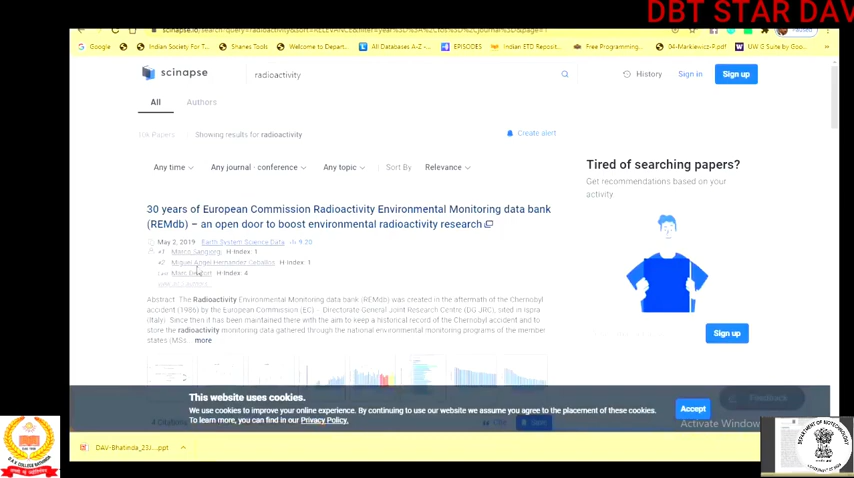 DBT STAR DAV
Google Indian Society For T... Shanes Tools Welcome to Depart... All Databases A-Z -... EPISODES Indian ETD Reposit... Free Programming... 04-Markiewicz-F.pdf UW G Suite by Goo...
scinapse radioactivity History Sign in Sign up
All Authors
Showing results for radioactivity Create alert
Any time Any journal · conference Any topic Sort By Relevance
Tired of searching papers?
Get recommendations based on your
activity
30 years of European Commission Radioactivity Environmental Monitoring data bank
(REMdb) – an open door to boost environmental radioactivity research
May 2, 2019 Earth System Science Data 9.20
#1 H-Index: 1
#2 Miguel Angel Hernández Ceballos H-Index: 1
Last H-Index: 4
Abstract. The Radioactivity Environmental Monitoring data bank (REMdb) was created in the aftermath of the Chernobyl
accident (1986) by the European Commission (EC) – Directorate-General Joint Research Centre (DG JRC), sited in Ispra
(Italy). Since then it has been maintained there with the aim to keep a historical record of the Chernobyl accident and to
store the radioactivity monitoring data gathered through the national environmental monitoring programs of the member
states (MSs more
Sign up
This website uses cookies.
We use cookies to improve your online experience. By continuing to use our website we assume you agree to the placement of these cookies.
To learn more, you can find in our Privacy Policy.
Accept
Feedback
Activate Window
DAV-Bhatinda_23J....ppt